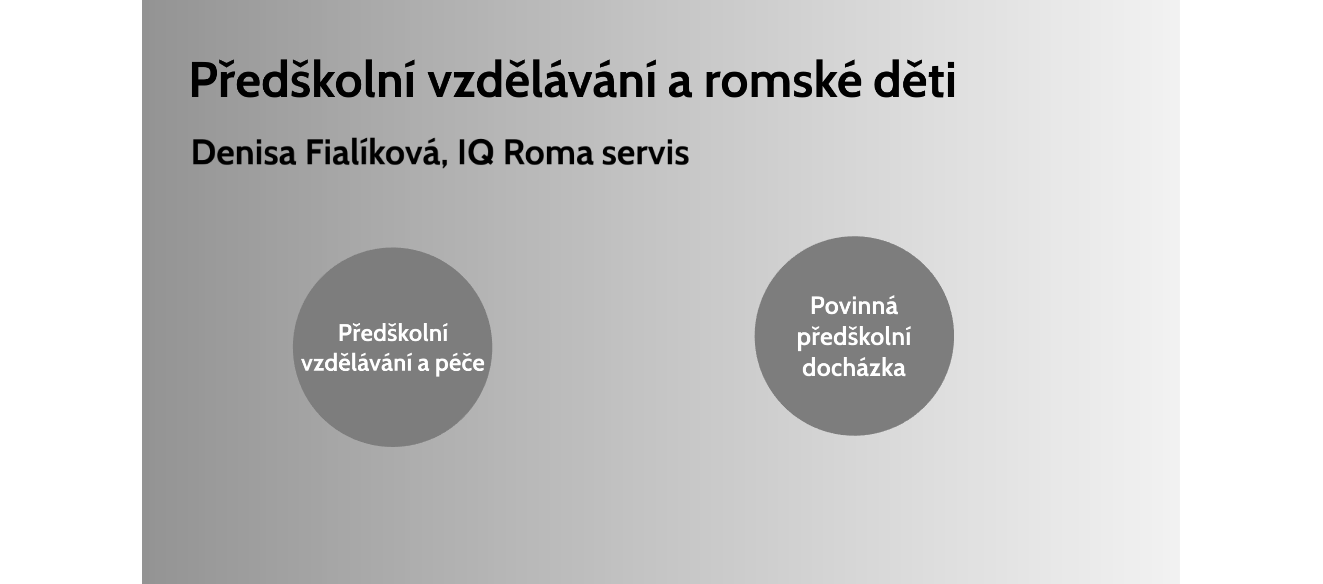 Předškolní vzdělávání a romské děti
Denisa Fialíková, IQ Roma servis
Předškolní
vzdělávání a péče
Povinná
předškolní
docházka